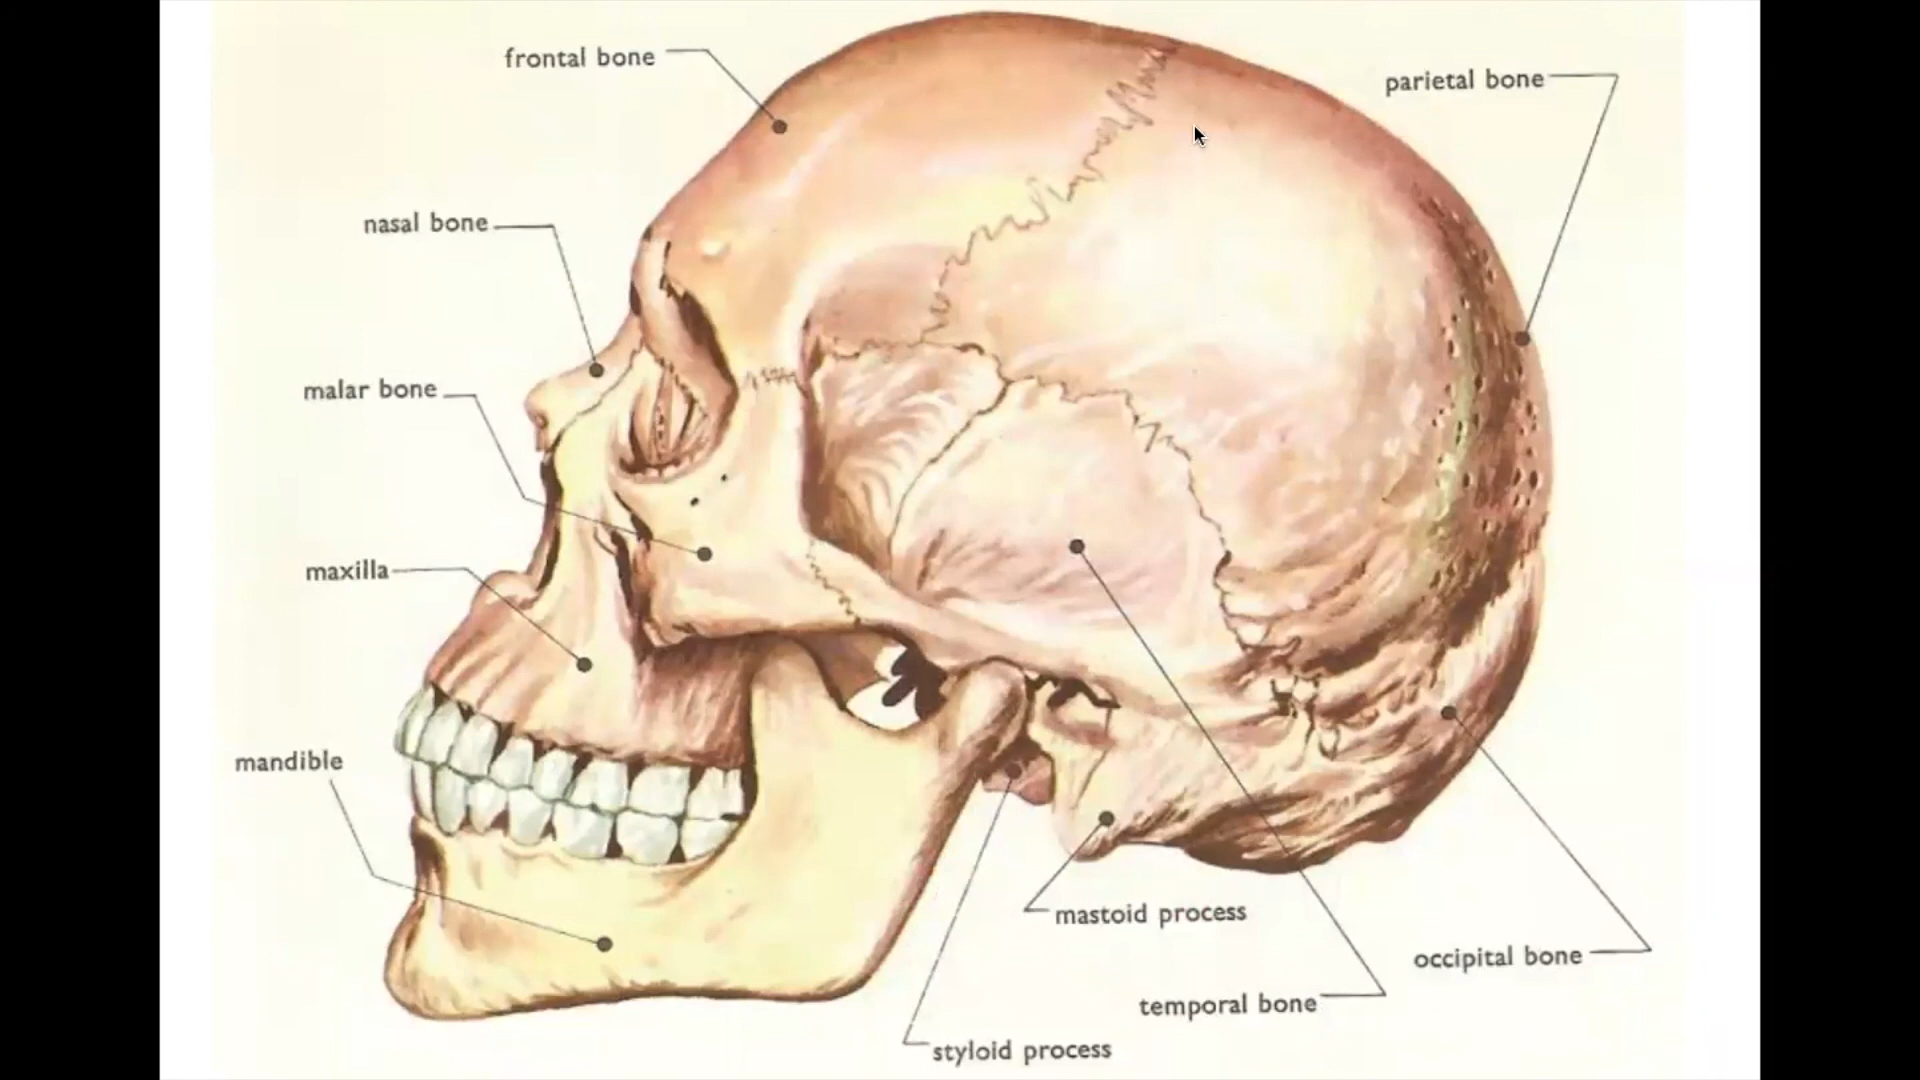 frontal bone
parietal bone
nasal bone
malar bone
maxilla
mandible
mastoid process
occipital bone
temporal bone
styloid process